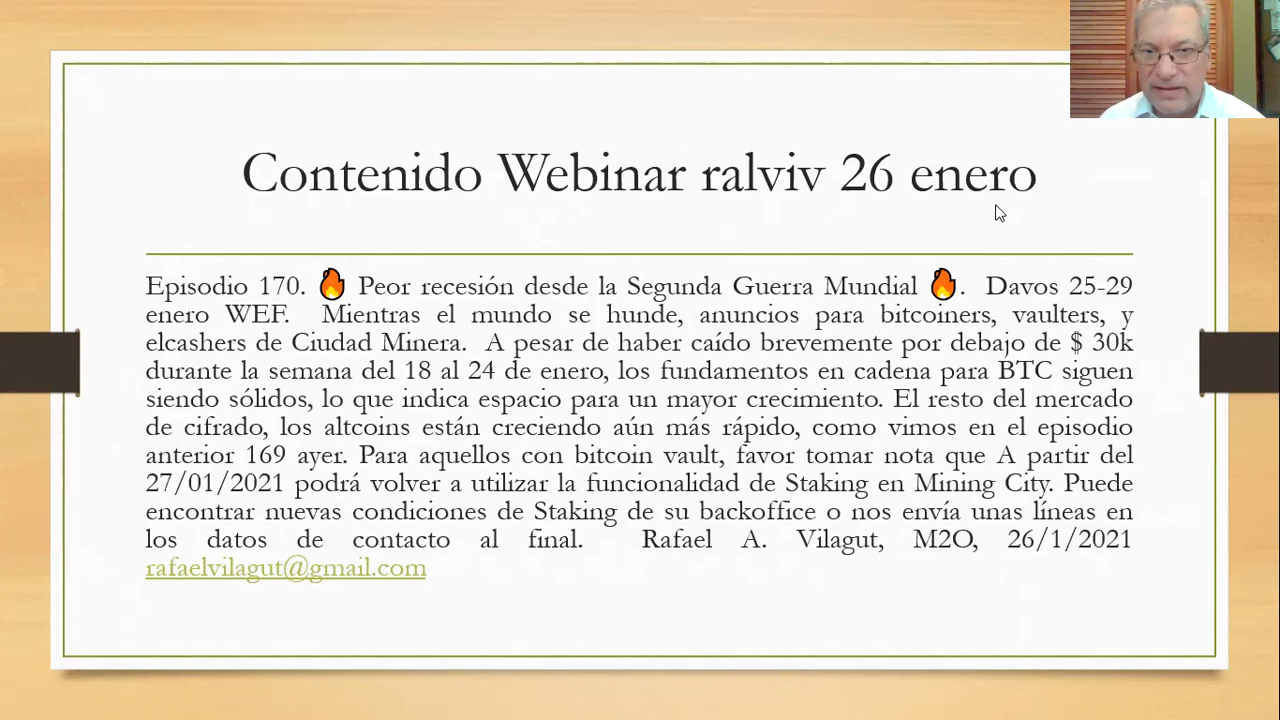 Contenido Webinar ralviv 26 enero
Episodio 170. 🔥 Peor recesión desde la Segunda Guerra Mundial 🔥. Davos 25-29
enero WEF. Mientras el mundo se hunde, anuncios para bitcoiners, vaulters, y
elcashers de Ciudad Minera. A pesar de haber caído brevemente por debajo de $ 30k
durante la semana del 18 al 24 de enero, los fundamentos en cadena para BTC siguen
siendo sólidos, lo que indica espacio para un mayor crecimiento. El resto del mercado
de cifrado, los altcoins están creciendo aún más rápido, como vimos en el episodio
anterior 169 ayer. Para aquellos con bitcoin vault, favor tomar nota que A partir del
27/01/2021 podrá volver a utilizar la funcionalidad de Staking en Mining City. Puede
encontrar nuevas condiciones de Staking de su backoffice o nos envía unas líneas en
los datos de contacto al final. Rafael A. Vilagut, M2O, 26/1/2021
rafaelvilagut@gmail.com